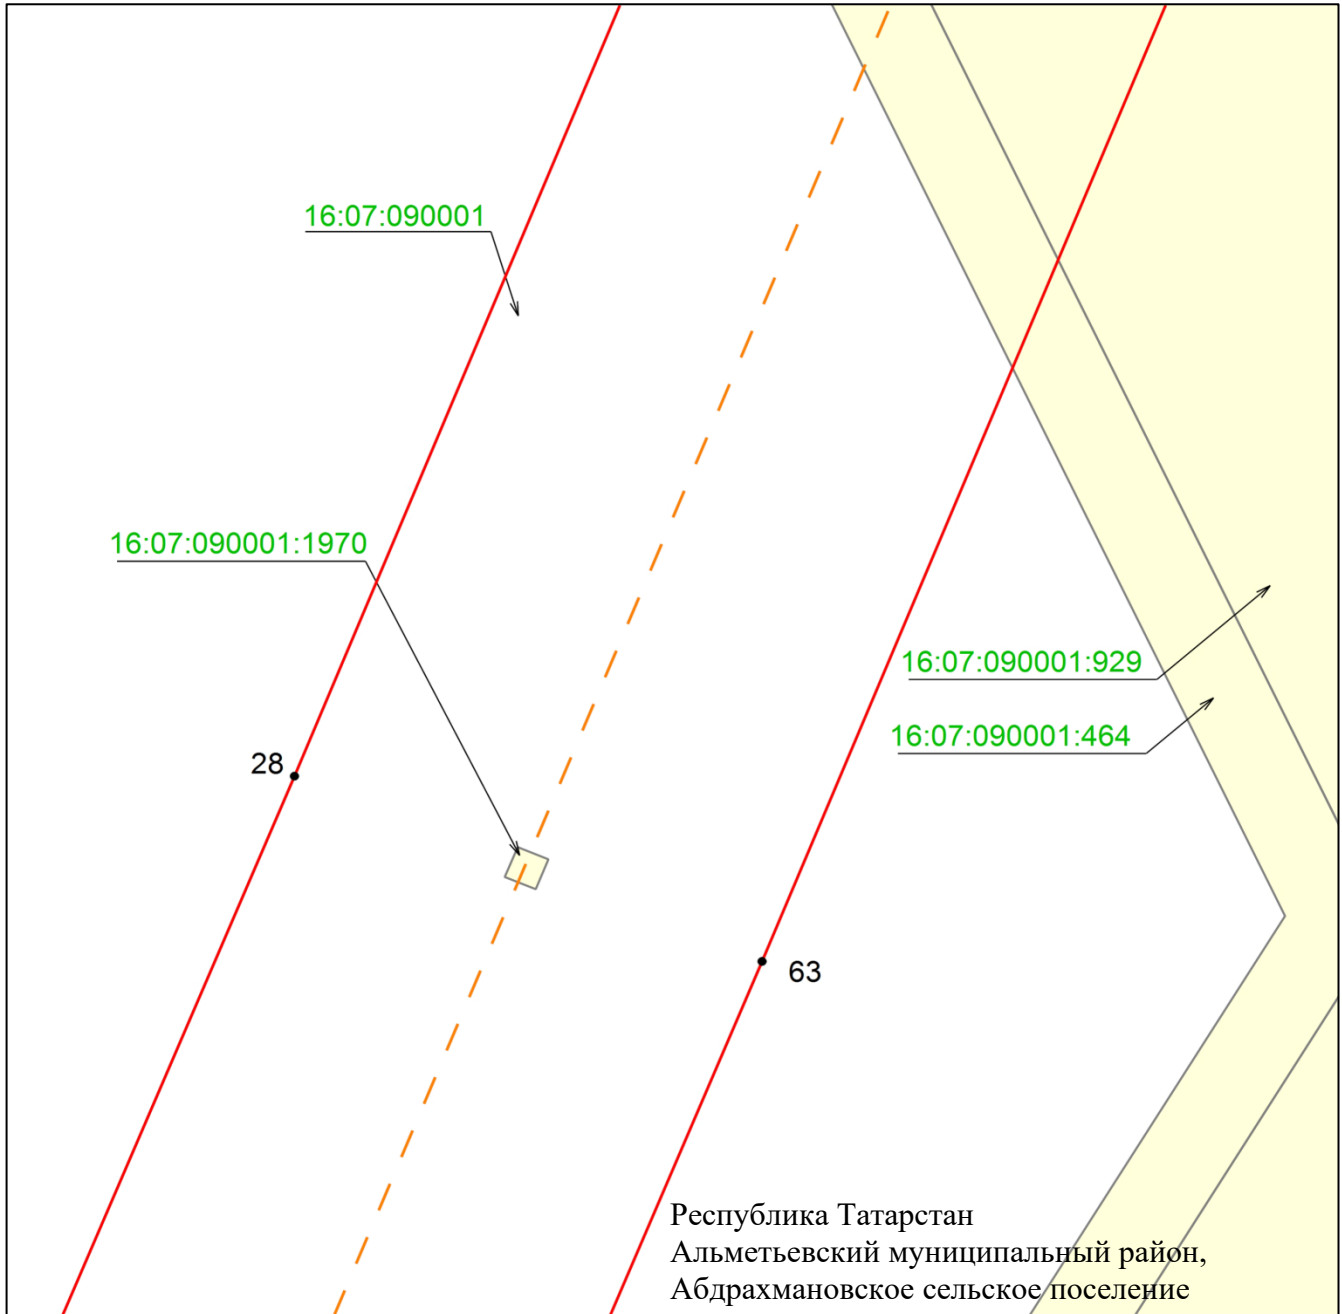 16:07:090001
16:07:090001:1970
16:07:090001:929
16:07:090001:464
28
63
Республика Татарстан
Альметьевский муниципальный район,
Абдрахмановское сельское поселение